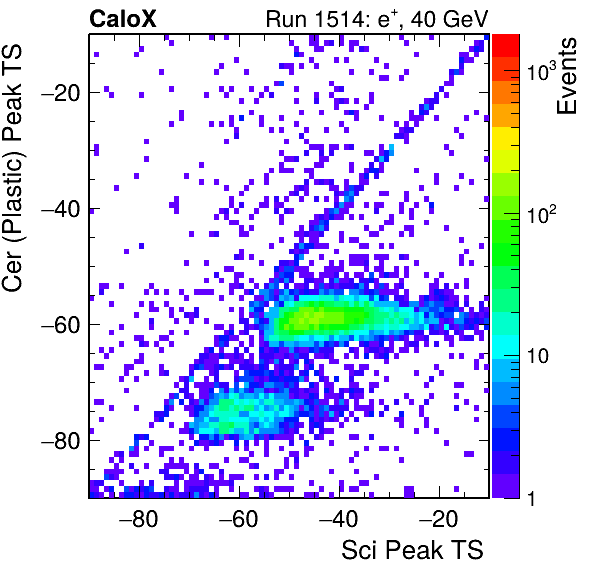 CaloX Run 1514: e⁺, 40 GeV
Cer (Plastic) Peak TS
−20
−40
−60
−80
−80 −60 −40 −20
Sci Peak TS
Events
10³
10²
10
1